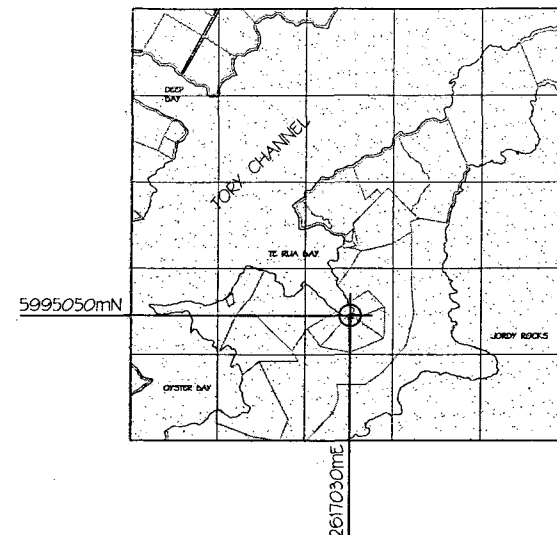 DEEP
BAY
TORY CHANNEL
TE RUA BAY
5995050mN
JORDY ROCKS
OYSTER BAY
2617030mE